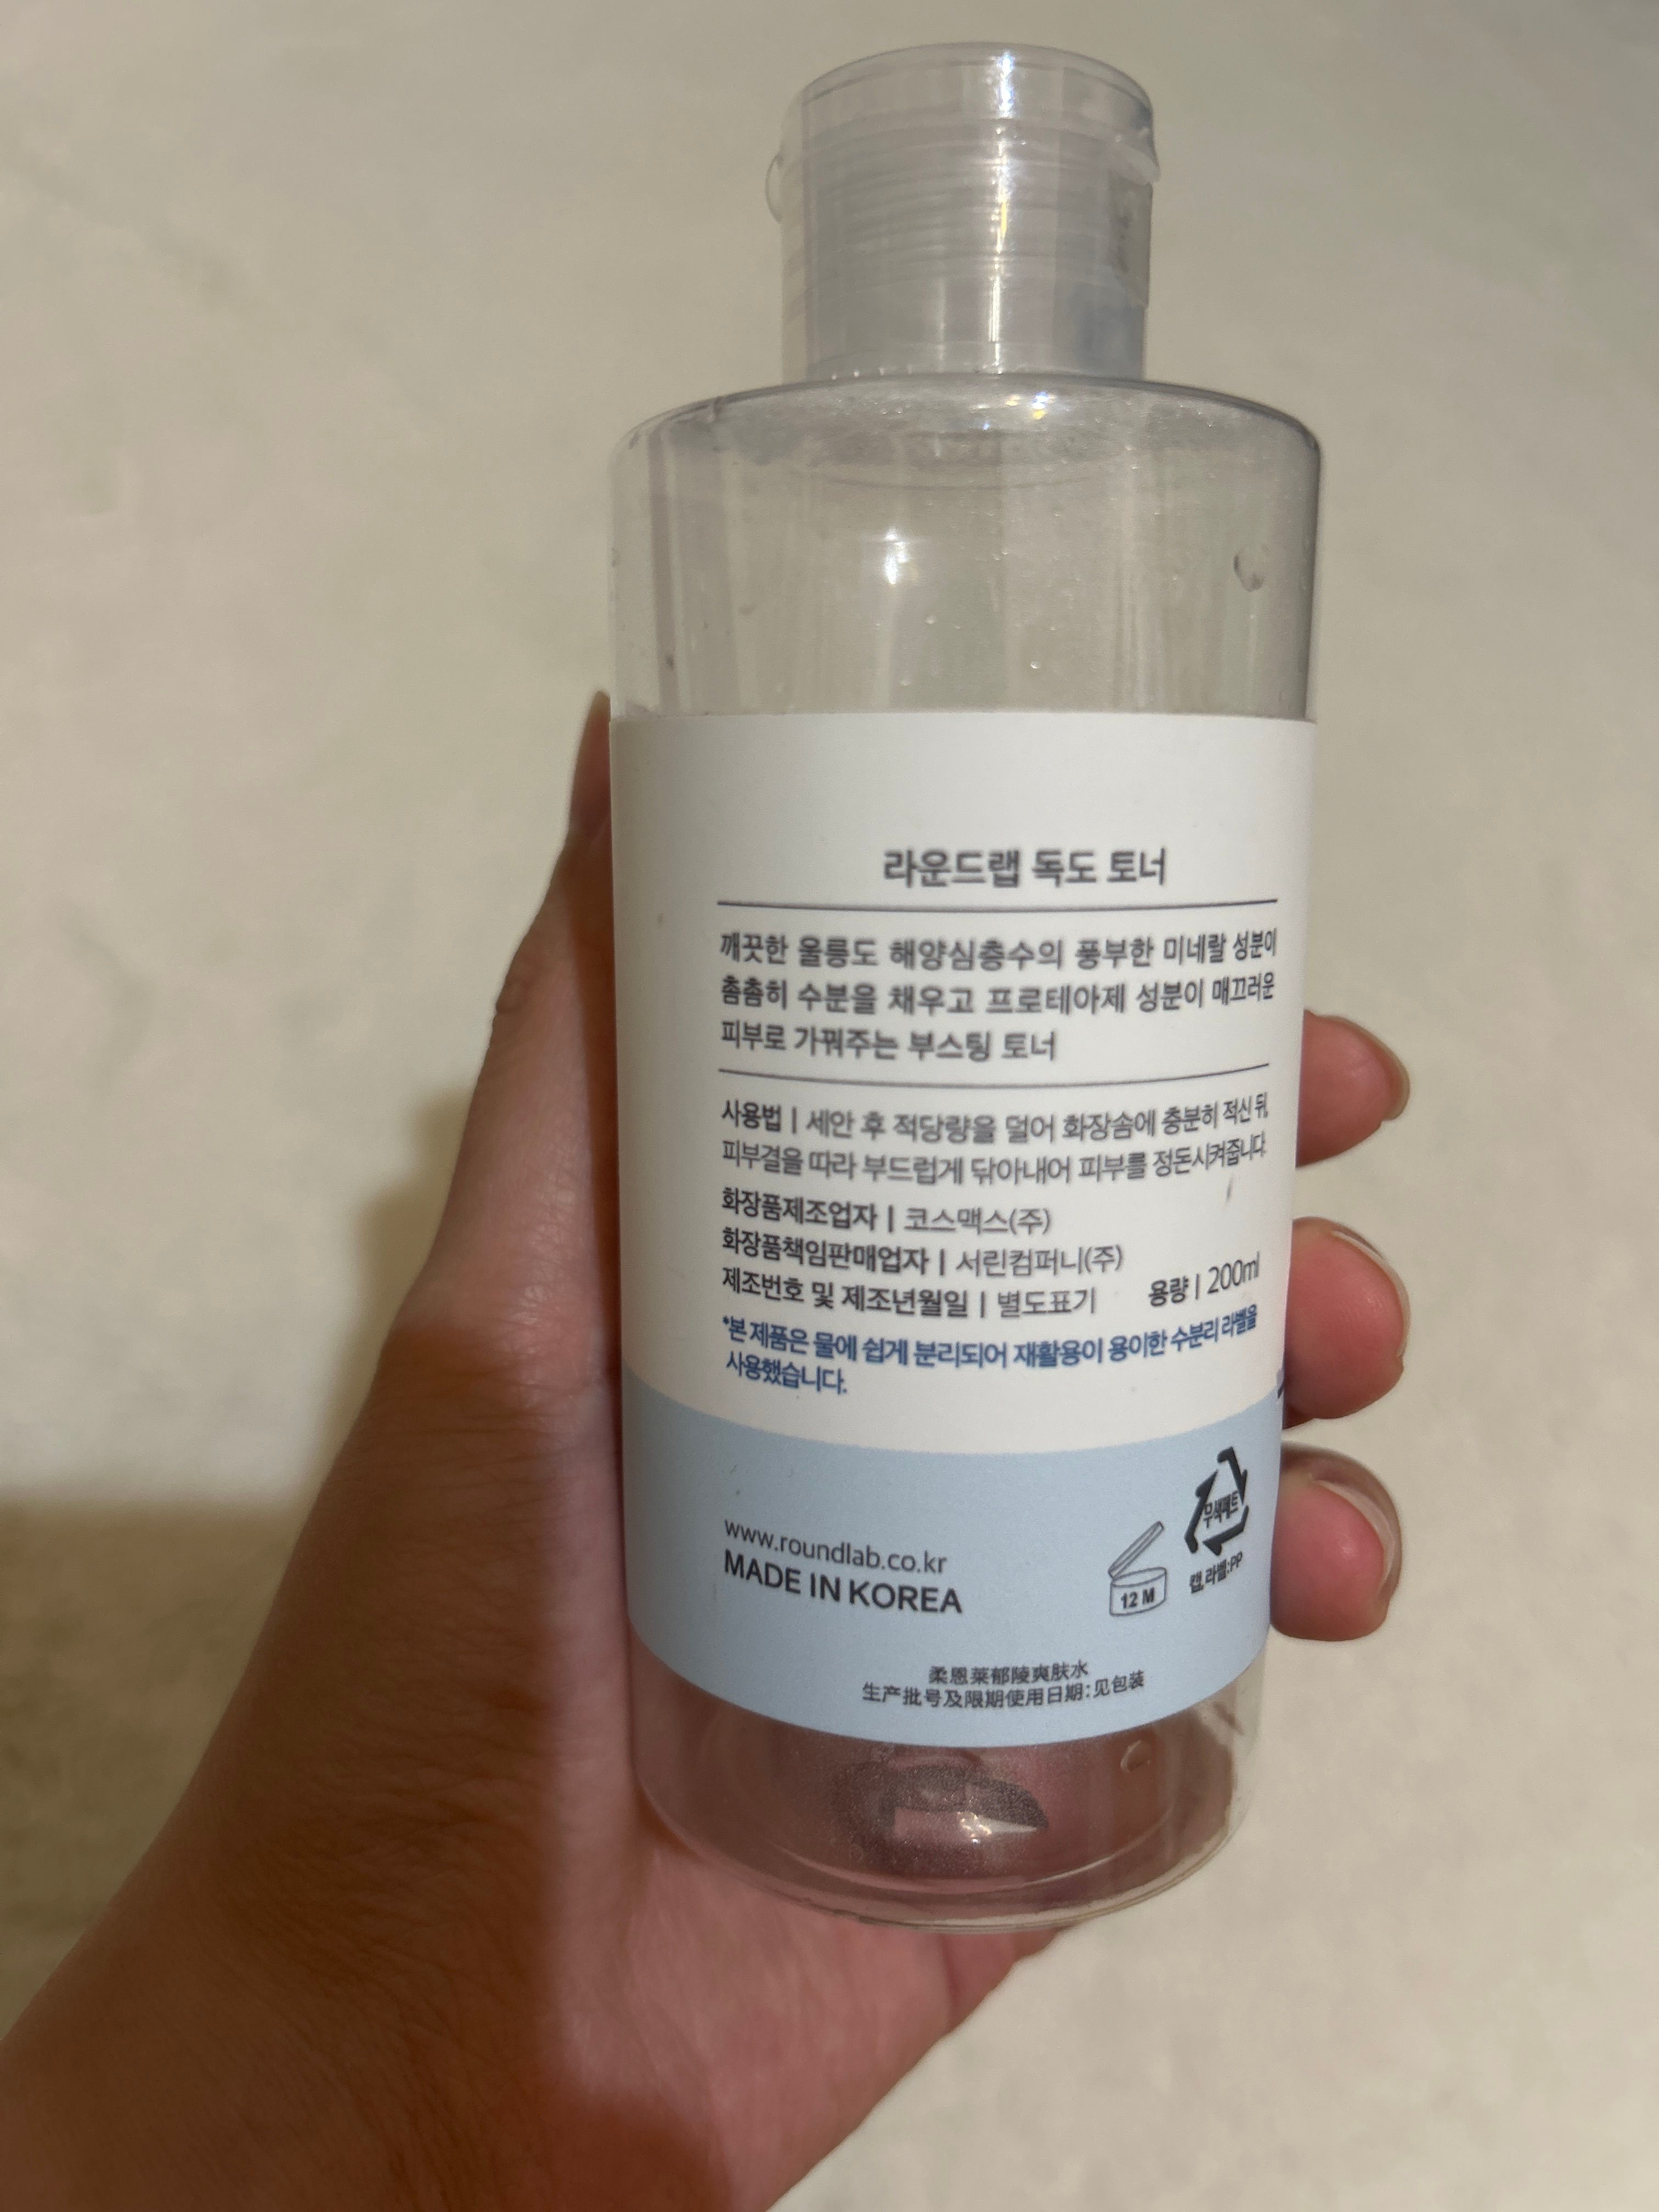 라운드랩 독도 토너
깨끗한 울릉도 해양심층수의 풍부한 미네랄 성분이
촘촘히 수분을 채우고 프로테아제 성분이 매끄러운
피부로 가꿔주는 부스팅 토너
사용법 | 세안 후 적당량을 덜어 화장솜에 충분히 적신 뒤,
피부결을 따라 부드럽게 닦아내어 피부를 정돈시켜줍니다.
화장품제조업자 | 코스맥스(주)
화장품책임판매업자 | 서린컴퍼니(주)
제조번호 및 제조년월일 | 별도표기 용량 | 200ml
*본 제품은 물에 쉽게 분리되어 재활용이 용이한 수분리 라벨을
사용했습니다.
무색페트
캡,라벨:PP
12 M
www.roundlab.co.kr
MADE IN KOREA
柔恩莱郁陵爽肤水
生产批号及限期使用日期:见包装